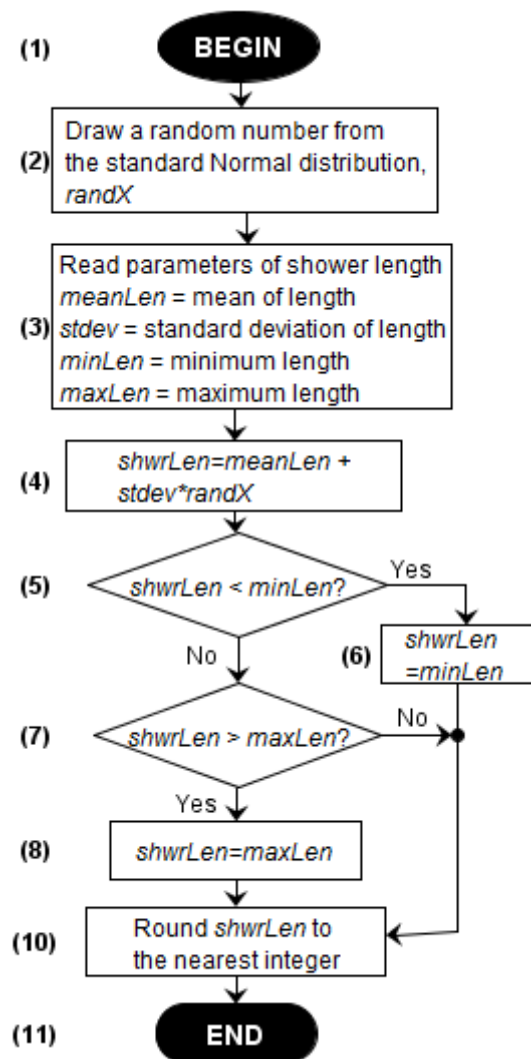 (1) BEGIN
(2) Draw a random number from
the standard Normal distribution,
randX
(3) Read parameters of shower length
meanLen = mean of length
stdev = standard deviation of length
minLen = minimum length
maxLen = maximum length
(4) shwrLen=meanLen +
stdev*randX
(5) shwrLen < minLen?
Yes
No
(6) shwrLen
=minLen
(7) shwrLen > maxLen?
No
Yes
(8) shwrLen=maxLen
(10) Round shwrLen to
the nearest integer
(11) END